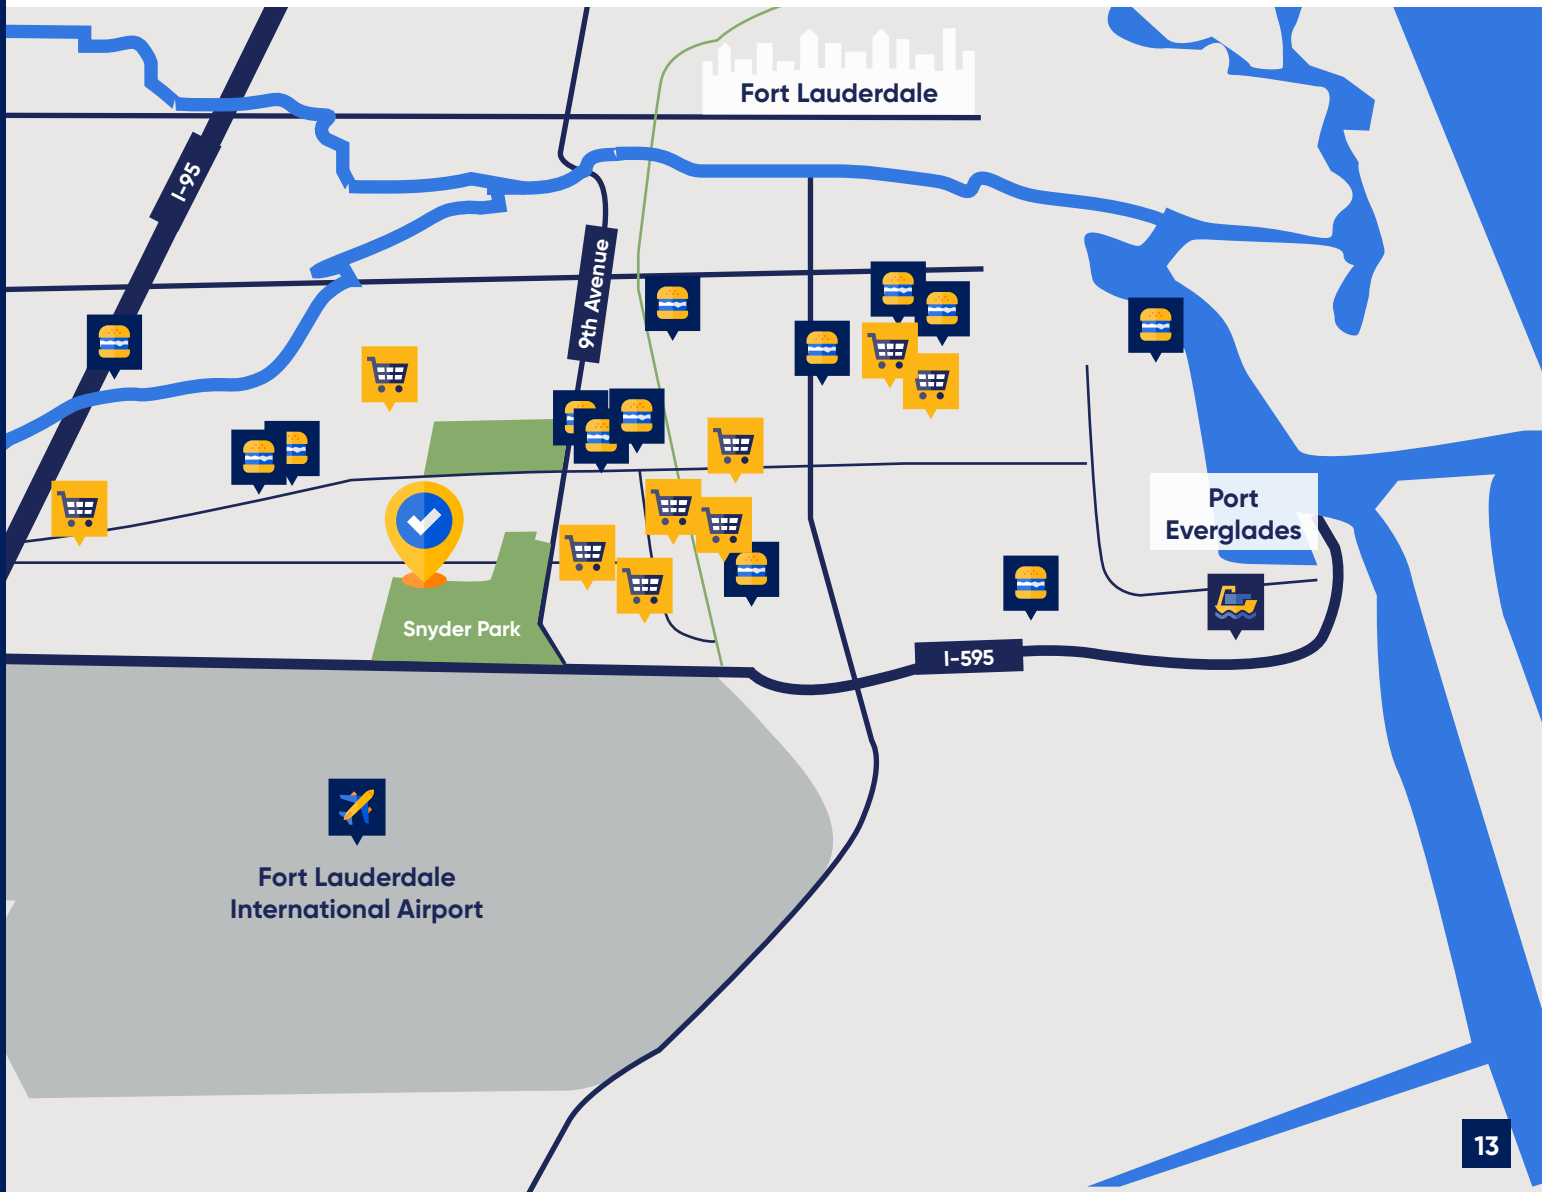 Fort Lauderdale
I-95
9th Avenue
Port
Everglades
Snyder Park
I-595
Fort Lauderdale
International Airport
13